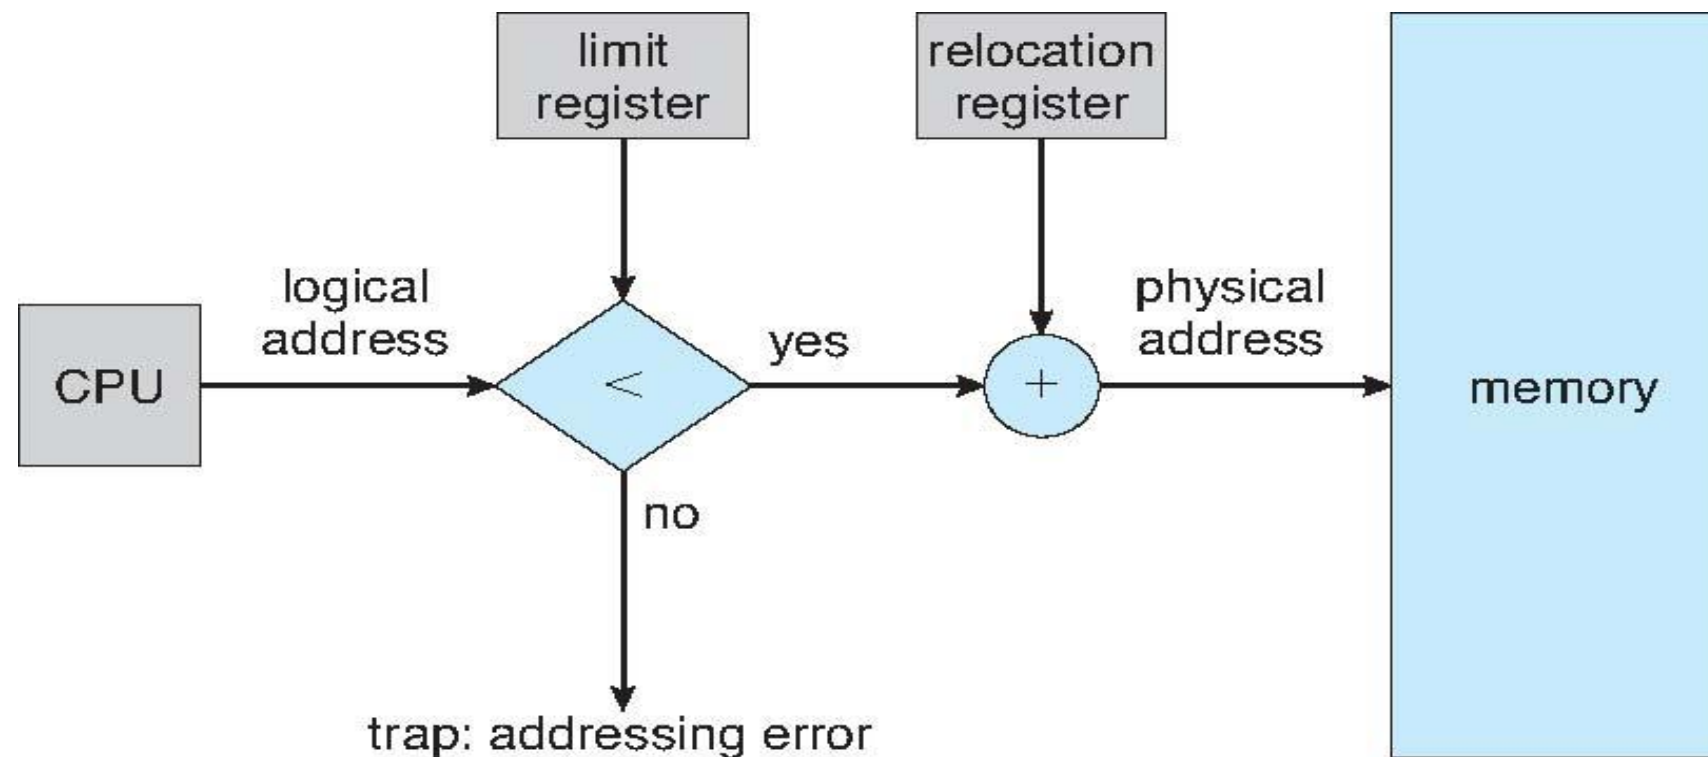 limit
register
relocation
register
logical
address
physical
address
CPU
<
yes
+
memory
no
trap: addressing error